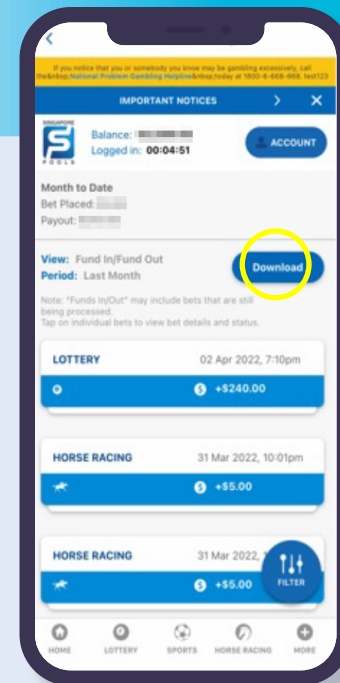 If you notice that you or somebody you know may be gambling excessively, call
the&nbsp;National Problem Gambling Helpline&nbsp;today at 1800-6-668-668. test123
IMPORTANT NOTICES
SINGAPORE
POOLS
Balance:
Logged in: 00:04:51
ACCOUNT
Month to Date
Bet Placed:
Payout:
View: Fund In/Fund Out
Period: Last Month
Download
Note: "Funds In/Out" may include bets that are still
being processed.
Tap on individual bets to view bet details and status.
LOTTERY 02 Apr 2022, 7:10pm
+$240.00
HORSE RACING 31 Mar 2022, 10:01pm
+$5.00
HORSE RACING 31 Mar 2022,
+$5.00
FILTER
HOME LOTTERY SPORTS HORSE RACING MORE